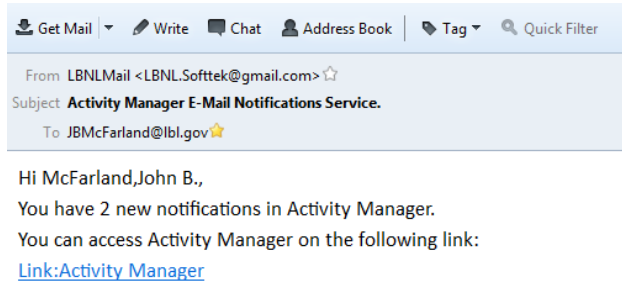 Get Mail Write Chat Address Book Tag Quick Filter
From LBNLMail <LBNL.Softtek@gmail.com>
Subject Activity Manager E-Mail Notifications Service.
To JBMcFarland@lbl.gov
Hi McFarland,John B.,
You have 2 new notifications in Activity Manager.
You can access Activity Manager on the following link:
Link:Activity Manager